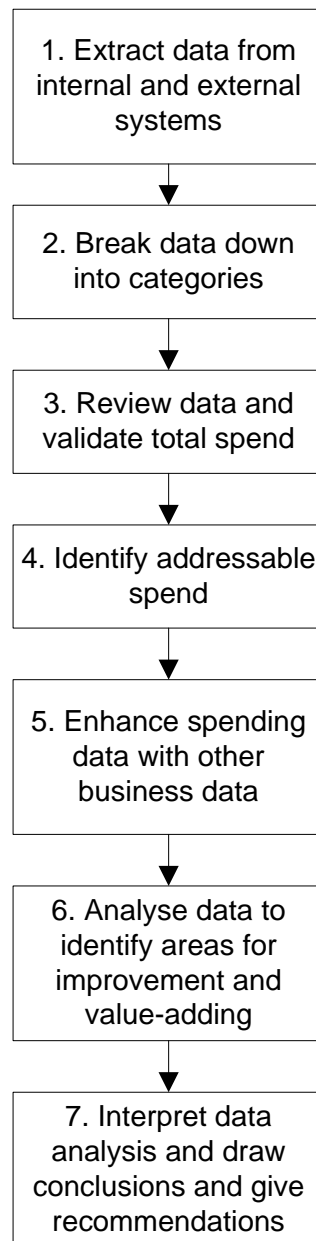 1. Extract data from
internal and external
systems
2. Break data down
into categories
3. Review data and
validate total spend
4. Identify addressable
spend
5. Enhance spending
data with other
business data
6. Analyse data to
identify areas for
improvement and
value-adding
7. Interpret data
analysis and draw
conclusions and give
recommendations